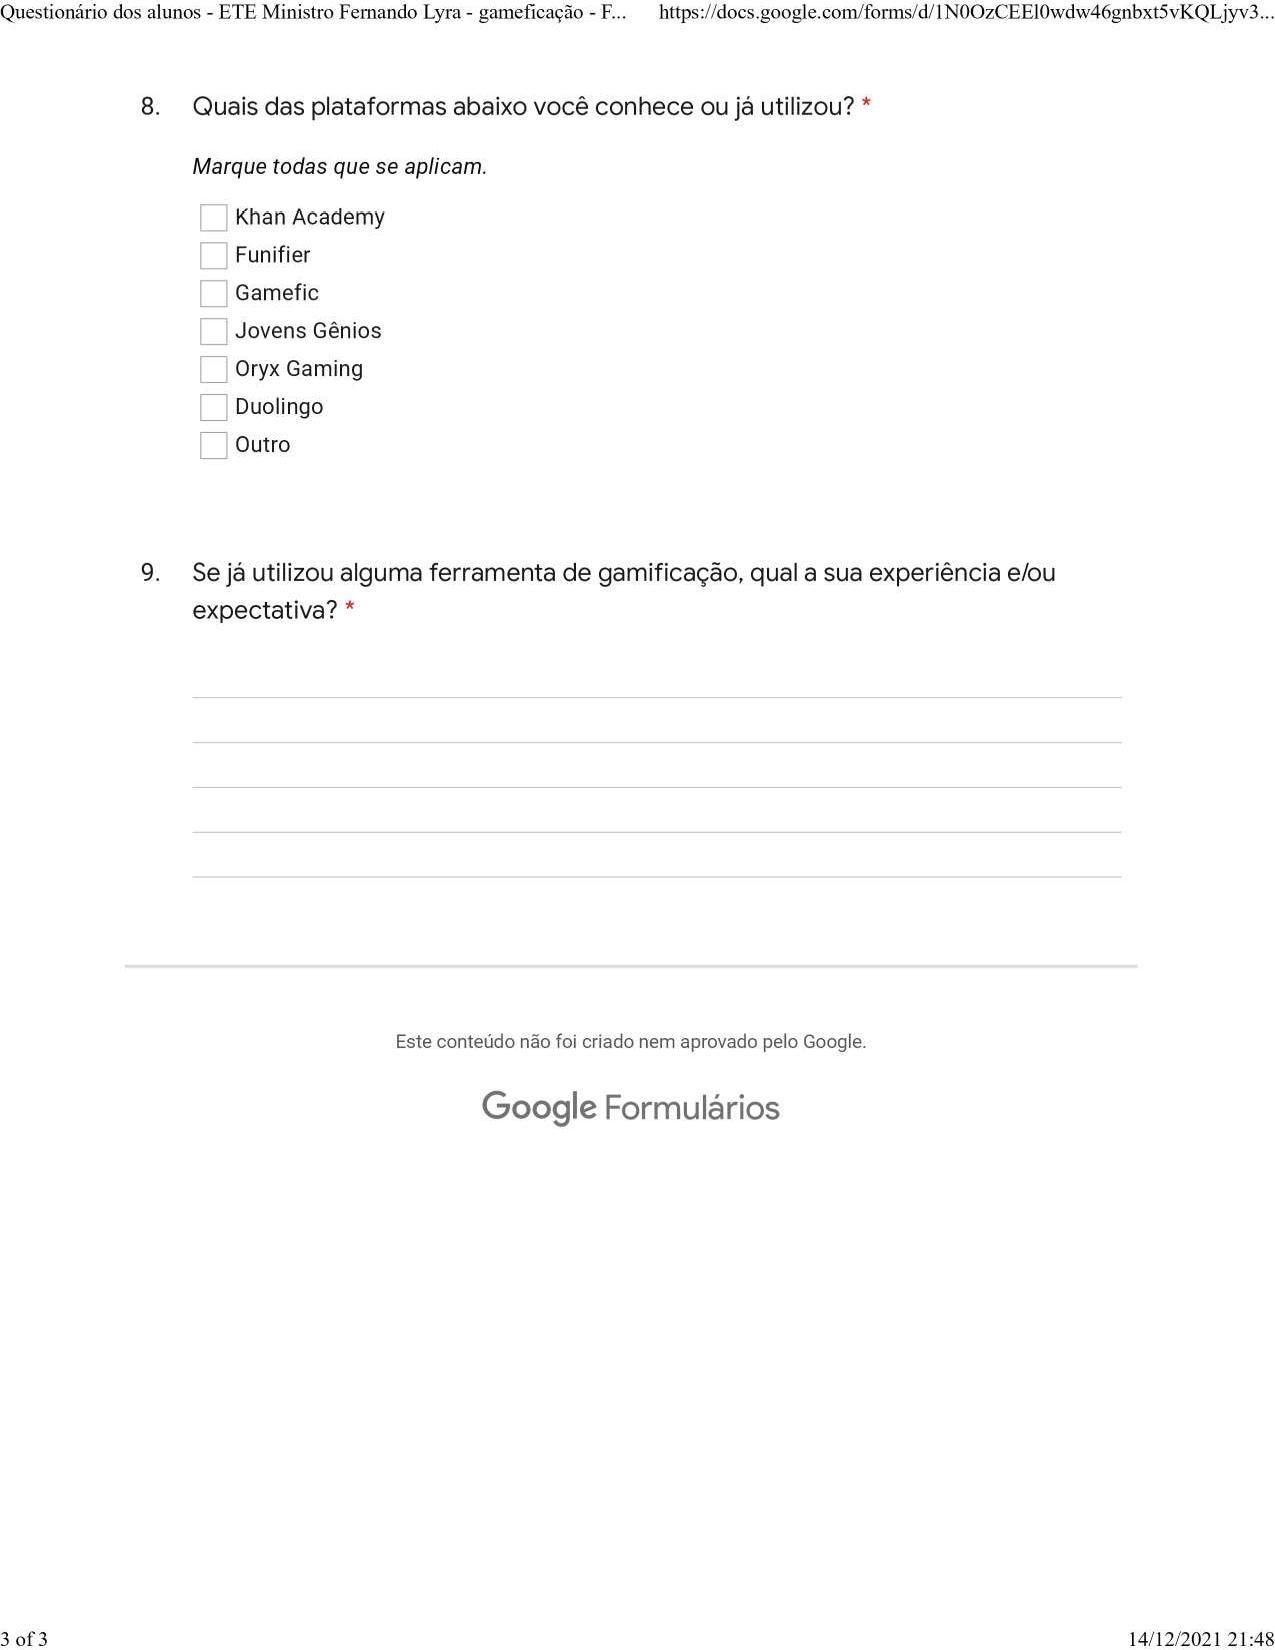 Questionário dos alunos - ETE Ministro Fernando Lyra - gameficação - F... https://docs.google.com/forms/d/1N0OzCEEl0wdw46gnbxt5vKQLjyv3...
8. Quais das plataformas abaixo você conhece ou já utilizou? *
Marque todas que se aplicam.
Khan Academy
Funifier
Gamefic
Jovens Gênios
Oryx Gaming
Duolingo
Outro
9. Se já utilizou alguma ferramenta de gamificação, qual a sua experiência e/ou
expectativa? *
Este conteúdo não foi criado nem aprovado pelo Google.
Google Formulários
3 of 3 14/12/2021 21:48